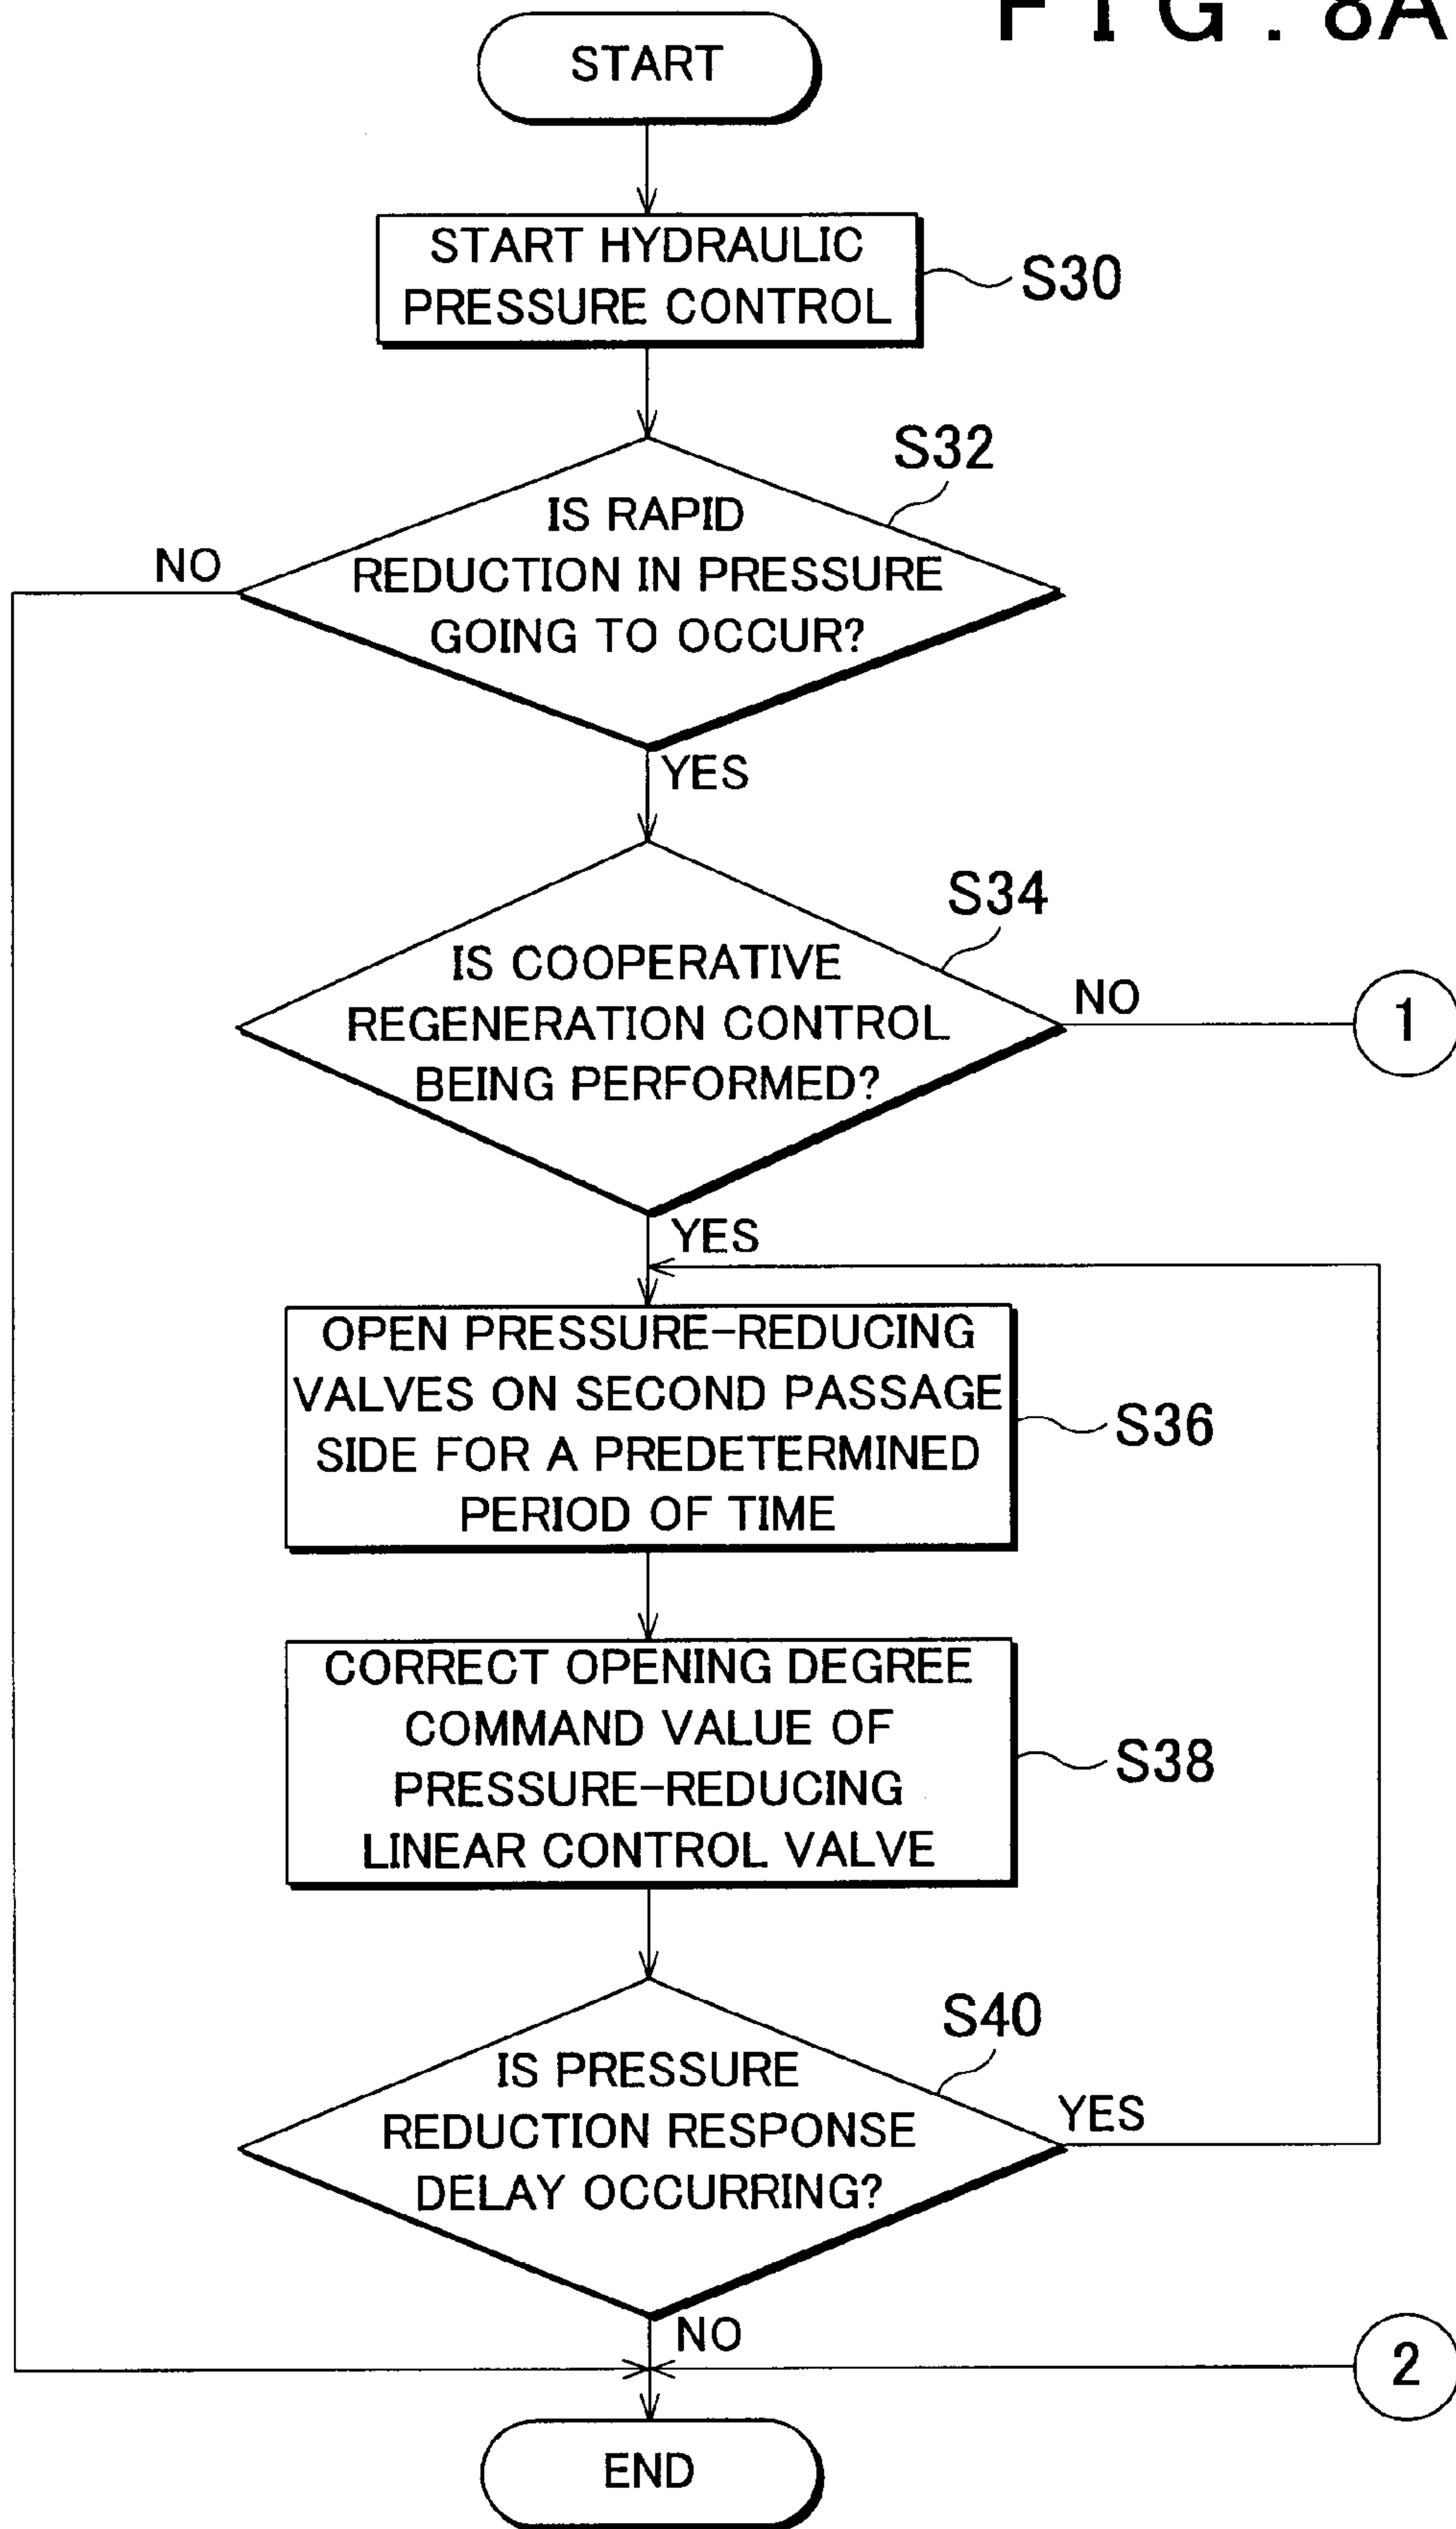 FIG. 8A
START
START HYDRAULIC
PRESSURE CONTROL
S30
S32
IS RAPID
REDUCTION IN PRESSURE
GOING TO OCCUR?
NO
YES
S34
IS COOPERATIVE
REGENERATION CONTROL
BEING PERFORMED?
NO
1
YES
OPEN PRESSURE-REDUCING
VALVES ON SECOND PASSAGE
SIDE FOR A PREDETERMINED
PERIOD OF TIME
S36
CORRECT OPENING DEGREE
COMMAND VALUE OF
PRESSURE-REDUCING
LINEAR CONTROL VALVE
S38
S40
IS PRESSURE
REDUCTION RESPONSE
DELAY OCCURRING?
YES
NO
2
END